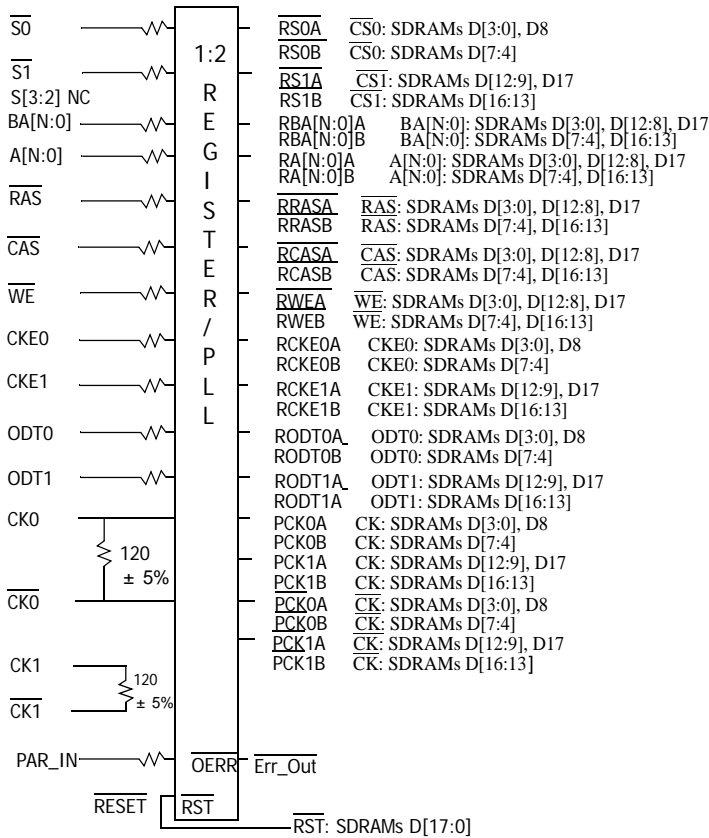 S0
RS0A CS0: SDRAMs D[3:0], D8
RS0B CS0: SDRAMs D[7:4]
S1
RS1A CS1: SDRAMs D[12:9], D17
RS1B CS1: SDRAMs D[16:13]
S[3:2] NC
BA[N:0]
RBA[N:0]A BA[N:0]: SDRAMs D[3:0], D[12:8], D17
RBA[N:0]B BA[N:0]: SDRAMs D[7:4], D[16:13]
A[N:0]
RA[N:0]A A[N:0]: SDRAMs D[3:0], D[12:8], D17
RA[N:0]B A[N:0]: SDRAMs D[7:4], D[16:13]
RAS
RRASA RAS: SDRAMs D[3:0], D[12:8], D17
RRASB RAS: SDRAMs D[7:4], D[16:13]
CAS
RCASA CAS: SDRAMs D[3:0], D[12:8], D17
RCASB CAS: SDRAMs D[7:4], D[16:13]
WE
RWEA WE: SDRAMs D[3:0], D[12:8], D17
RWEB WE: SDRAMs D[7:4], D[16:13]
CKE0
RCKE0A CKE0: SDRAMs D[3:0], D8
RCKE0B CKE0: SDRAMs D[7:4]
CKE1
RCKE1A CKE1: SDRAMs D[12:9], D17
RCKE1B CKE1: SDRAMs D[16:13]
ODT0
RODT0A ODT0: SDRAMs D[3:0], D8
RODT0B ODT0: SDRAMs D[7:4]
ODT1
RODT1A ODT1: SDRAMs D[12:9], D17
RODT1A ODT1: SDRAMs D[16:13]
CK0
PCK0A CK: SDRAMs D[3:0], D8
PCK0B CK: SDRAMs D[7:4]
PCK1A CK: SDRAMs D[12:9], D17
PCK1B CK: SDRAMs D[16:13]
120
± 5%
CK0
PCK0A CK: SDRAMs D[3:0], D8
PCK0B CK: SDRAMs D[7:4]
PCK1A CK: SDRAMs D[12:9], D17
PCK1B CK: SDRAMs D[16:13]
CK1
120
± 5%
CK1
1:2
REGISTER/PLL
PAR_IN
OERR Err_Out
RESET RST
RST: SDRAMs D[17:0]